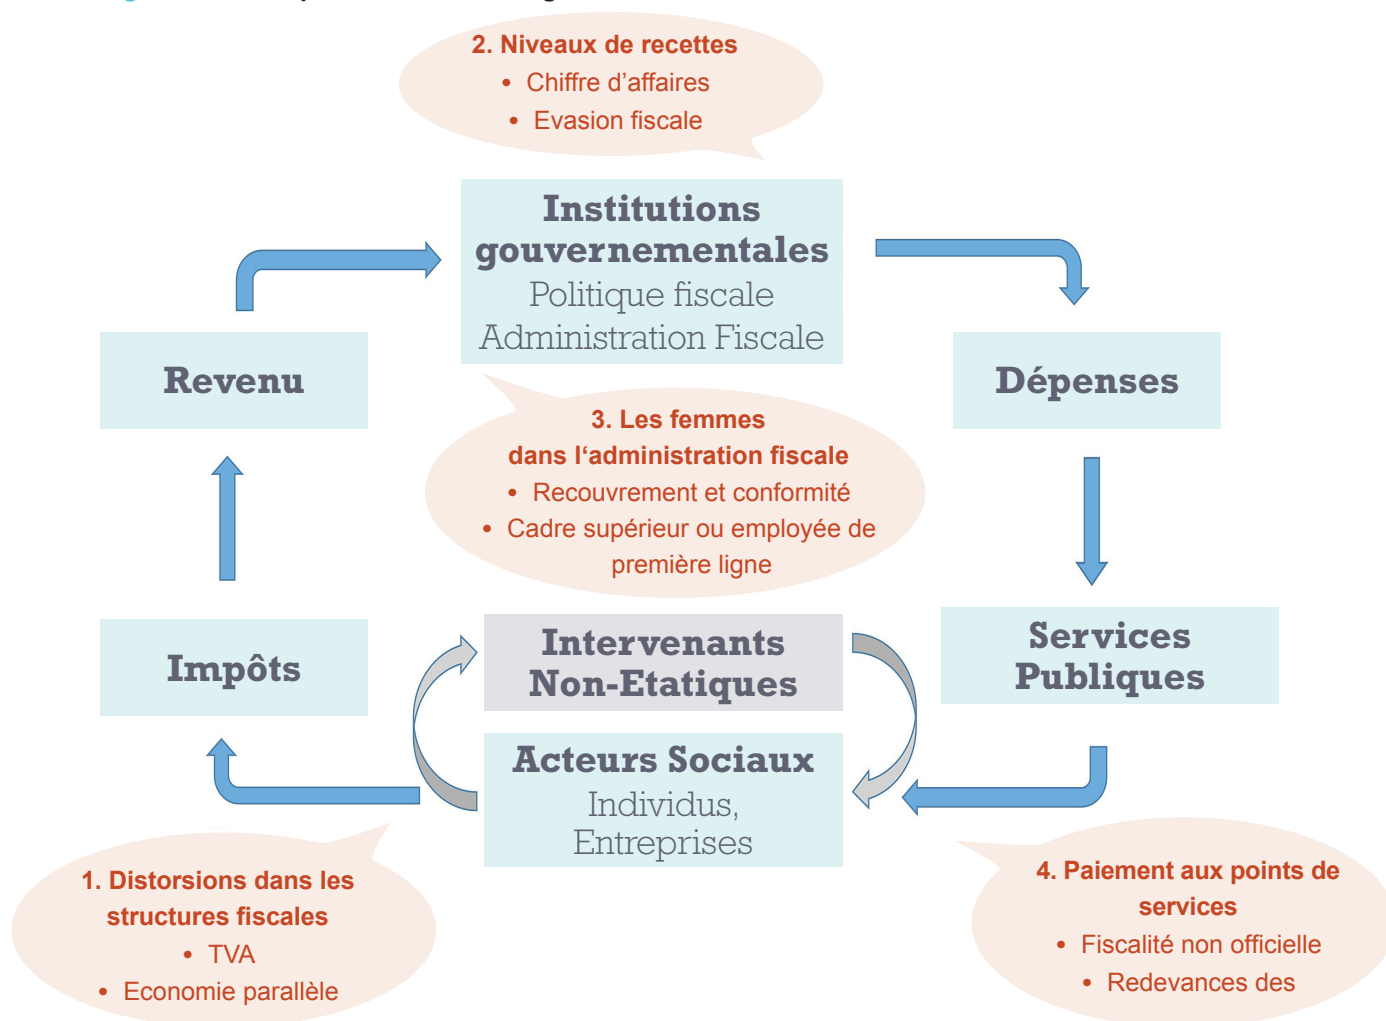 2. Niveaux de recettes
• Chiffre d’affaires
• Evasion fiscale
Institutions
gouvernementales
Politique fiscale
Administration Fiscale
Revenu
Dépenses
3. Les femmes
dans l‘administration fiscale
• Recouvrement et conformité
• Cadre supérieur ou employée de
première ligne
Impôts
Intervenants
Non-Etatiques
Services
Publiques
Acteurs Sociaux
Individus,
Entreprises
1. Distorsions dans les
structures fiscales
• TVA
• Economie parallèle
4. Paiement aux points de
services
• Fiscalité non officielle
• Redevances des